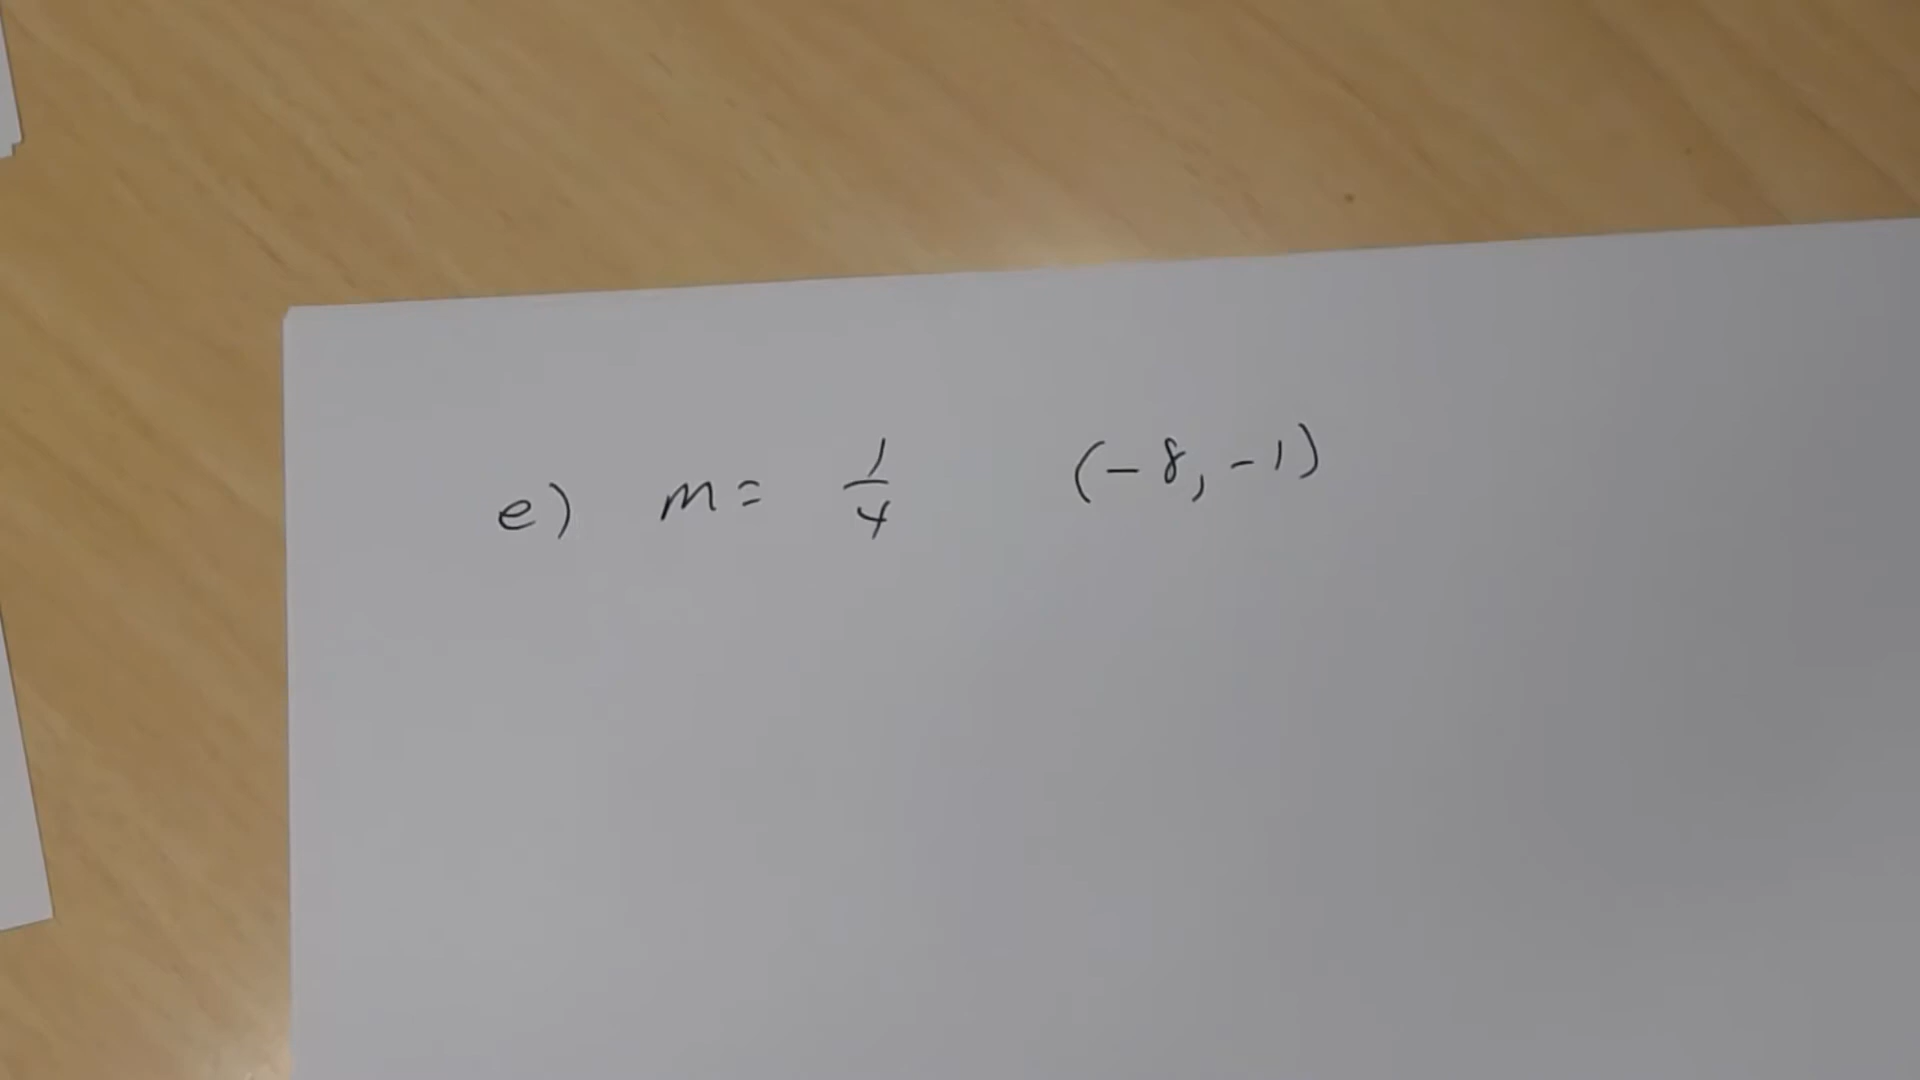 e) m = 1/4 (-8, -1)